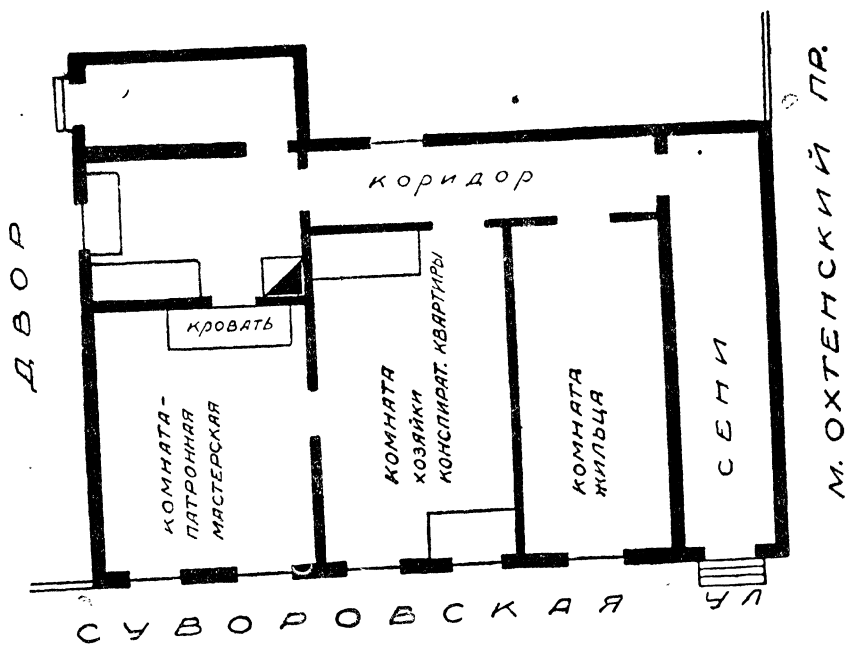 М. ОХТЕНСКИЙ ПР.
КОРИДОР
ДВОР
КРОВАТЬ
КОМНАТА-
ПАТРОННАЯ
МАСТЕРСКАЯ
КОМНАТА
ХОЗЯЙКИ
КОНСПИРАТ. КВАРТИРЫ
КОМНАТА
ЖИЛЬЦА
СЕНИ
СУВОРОВСКАЯ УЛ